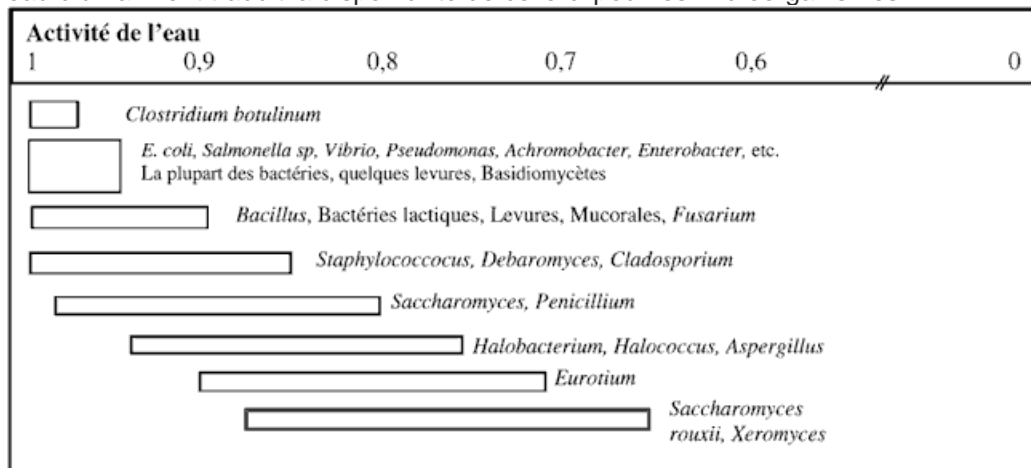 Activité de l'eau
1 0,9 0,8 0,7 0,6 0
Clostridium botulinum
E. coli, Salmonella sp, Vibrio, Pseudomonas, Achromobacter, Enterobacter, etc.
La plupart des bactéries, quelques levures, Basidiomycètes
Bacillus, Bactéries lactiques, Levures, Mucorales, Fusarium
Staphylococcocus, Debaromyces, Cladosporium
Saccharomyces, Penicillium
Halobacterium, Halococcus, Aspergillus
Eurotium
Saccharomyces
rouxii, Xeromyces